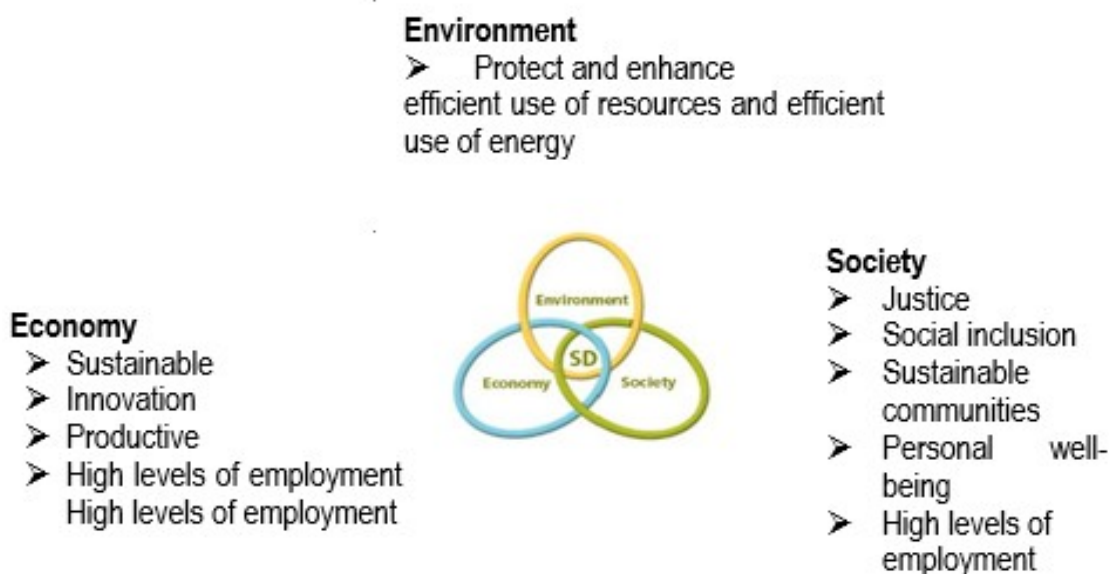 Environment
➢ Protect and enhance
efficient use of resources and efficient
use of energy
Environment
SD
Economy
Society
Economy
➢ Sustainable
➢ Innovation
➢ Productive
➢ High levels of employment
High levels of employment
Society
➢ Justice
➢ Social inclusion
➢ Sustainable
communities
➢ Personal well-
being
➢ High levels of
employment